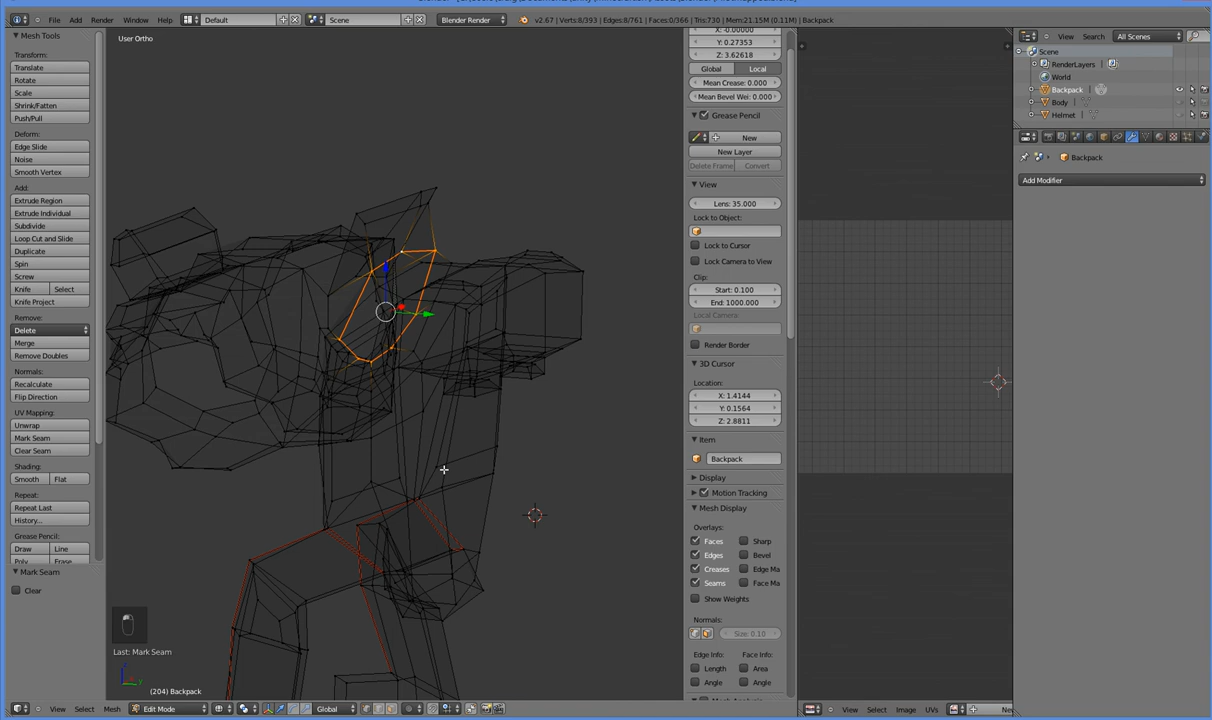 File Add Render Window Help Default Scene Blender Render v2.67 | Verts:8/393 | Edges:8/761 | Faces:0/366 | Tris:730 | Mem:21.15M (0.11M) | Backpack
Mesh Tools
Transform:
Translate
Rotate
Scale
Shrink/Fatten
Push/Pull
Deform:
Edge Slide
Noise
Smooth Vertex
Add:
Extrude Region
Extrude Individual
Subdivide
Loop Cut and Slide
Duplicate
Spin
Screw
Knife Select
Knife Project
Remove:
Delete
Merge
Remove Doubles
Normals:
Recalculate
Flip Direction
UV Mapping:
Unwrap
Mark Seam
Clear Seam
Shading:
Smooth Flat
Repeat:
Repeat Last
History...
Grease Pencil:
Draw Line
Poly Erase
Mark Seam
Clear
User Ortho
Last: Mark Seam
(204) Backpack
View Select Mesh Edit Mode Global
X: -0.00000
Y: 0.27353
Z: 3.62618
Global Local
Mean Crease: 0.000
Mean Bevel Wei: 0.000
Grease Pencil
New
New Layer
Delete Frame Convert
View
Lens: 35.000
Lock to Object:
Lock to Cursor
Lock Camera to View
Clip:
Start: 0.100
End: 1000.000
Local Camera:
Render Border
3D Cursor
Location:
X: 1.4144
Y: 0.1564
Z: 2.8811
Item
Backpack
Display
Motion Tracking
Mesh Display
Overlays:
Faces Sharp
Edges Bevel
Creases Edge Ma
Seams Face Ma
Show Weights
Normals:
Size: 0.10
Edge Info: Face Info:
Length Area
Angle Angle
View Select Image UVs New
View Search All Scenes
Scene
RenderLayers
World
Backpack
Body
Helmet
Backpack
Add Modifier